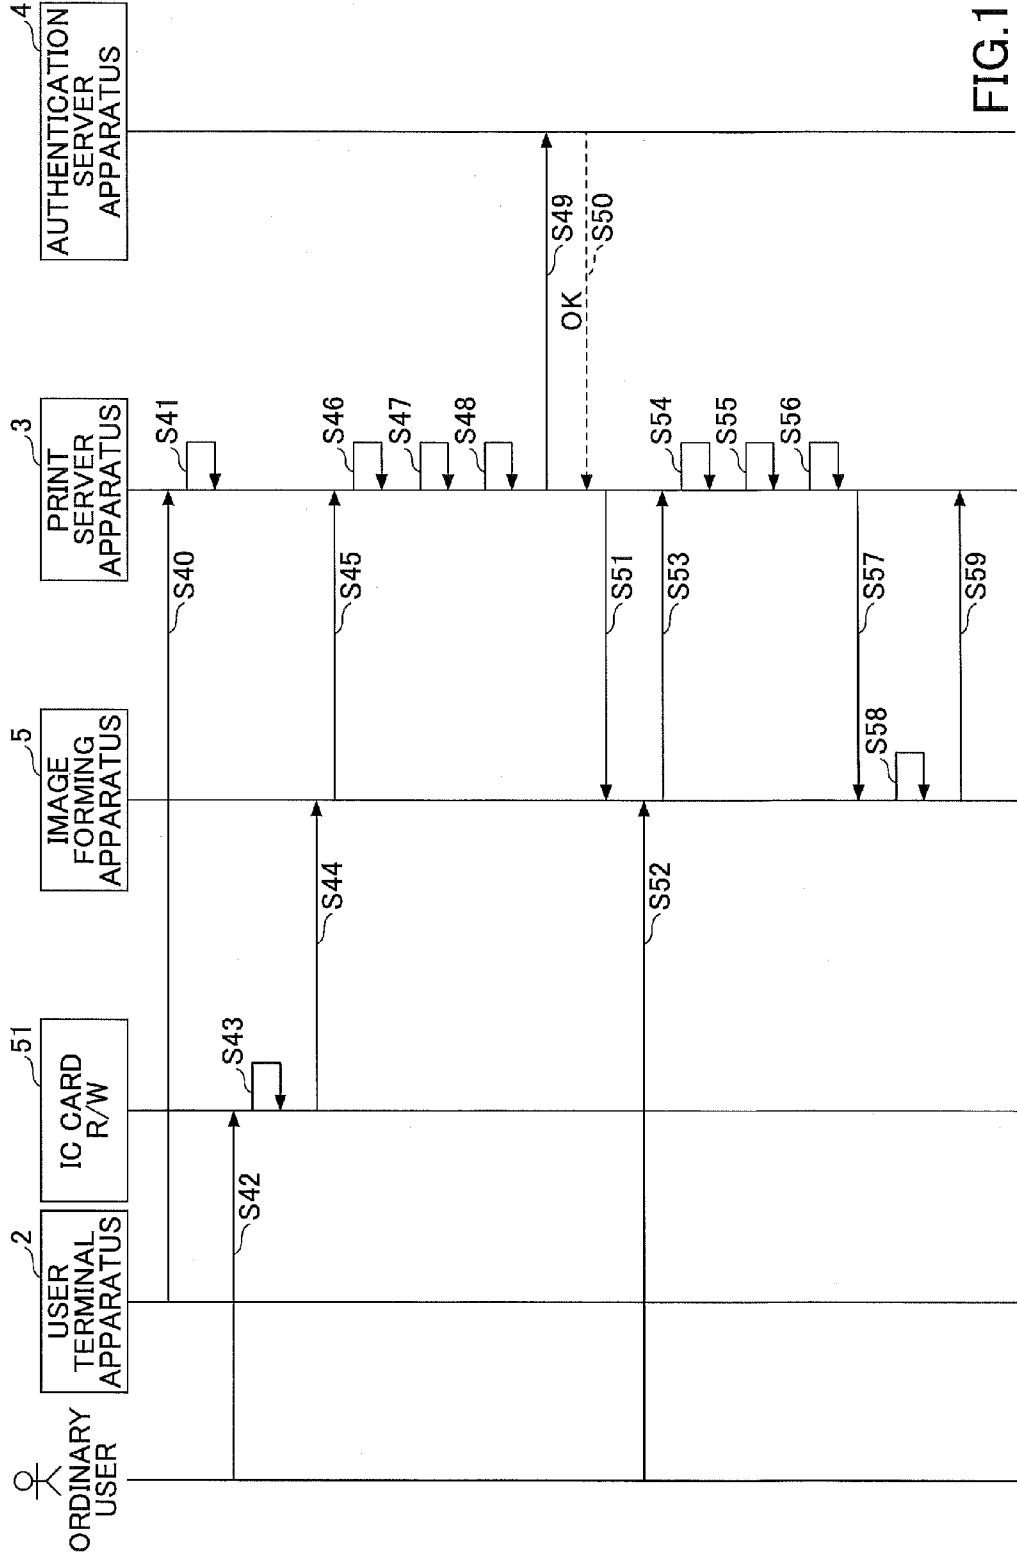 ORDINARY
USER
2
USER
TERMINAL
APPARATUS
51
IC CARD
R/W
5
IMAGE
FORMING
APPARATUS
3
PRINT
SERVER
APPARATUS
4
AUTHENTICATION
SERVER
APPARATUS
S40
S41
S42
S43
S44
S45
S46
S47
S48
S49
OK
S50
S51
S52
S53
S54
S55
S56
S57
S58
S59
FIG.1